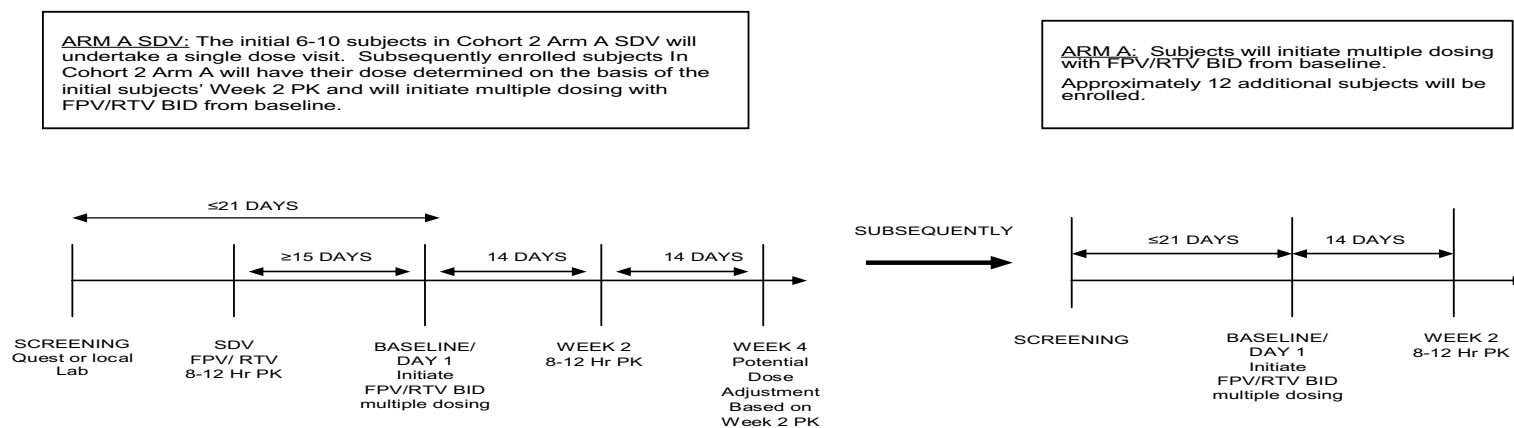 ARM A SDV: The initial 6-10 subjects in Cohort 2 Arm A SDV will
undertake a single dose visit. Subsequently enrolled subjects In
Cohort 2 Arm A will have their dose determined on the basis of the
initial subjects' Week 2 PK and will initiate multiple dosing with
FPV/RTV BID from baseline.
ARM A: Subjects will initiate multiple dosing
with FPV/RTV BID from baseline.
Approximately 12 additional subjects will be
enrolled.
≤21 DAYS
≥15 DAYS
14 DAYS
14 DAYS
SCREENING
Quest or local
Lab
SDV
FPV/ RTV
8-12 Hr PK
BASELINE/
DAY 1
Initiate
FPV/RTV BID
multiple dosing
WEEK 2
8-12 Hr PK
WEEK 4
Potential
Dose
Adjustment
Based on
Week 2 PK
SUBSEQUENTLY
≤21 DAYS
14 DAYS
SCREENING
BASELINE/
DAY 1
Initiate
FPV/RTV BID
multiple dosing
WEEK 2
8-12 Hr PK